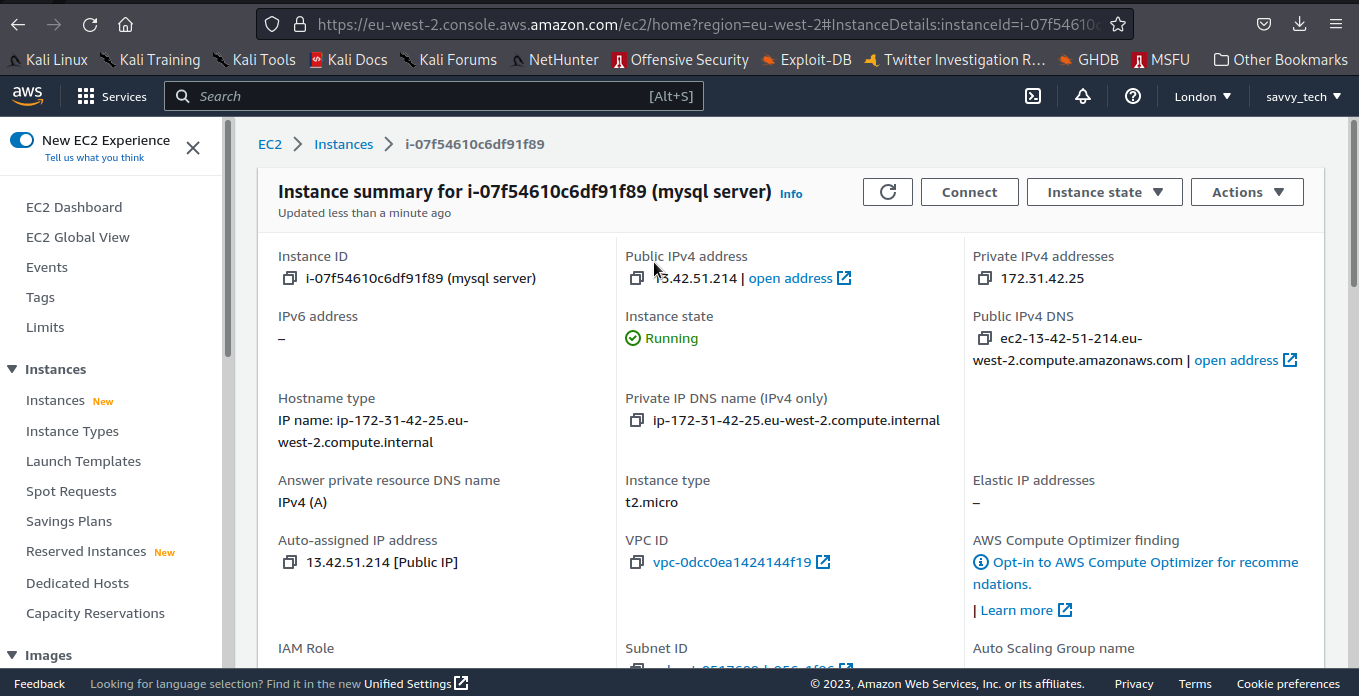 https://eu-west-2.console.aws.amazon.com/ec2/home?region=eu-west-2#InstanceDetails:instanceId=i-07f54610c
Kali Linux Kali Training Kali Tools Kali Docs Kali Forums NetHunter Offensive Security Exploit-DB Twitter Investigation R... GHDB MSFU Other Bookmarks
aws Services Search [Alt+S] London savvy_tech
New EC2 Experience
Tell us what you think
EC2 Dashboard
EC2 Global View
Events
Tags
Limits
Instances
Instances New
Instance Types
Launch Templates
Spot Requests
Savings Plans
Reserved Instances New
Dedicated Hosts
Capacity Reservations
Images
EC2 Instances i-07f54610c6df91f89
Instance summary for i-07f54610c6df91f89 (mysql server) Info
Updated less than a minute ago
Connect Instance state Actions
Instance ID
i-07f54610c6df91f89 (mysql server)
Public IPv4 address
13.42.51.214 | open address
Private IPv4 addresses
172.31.42.25
IPv6 address
–
Instance state
Running
Public IPv4 DNS
ec2-13-42-51-214.eu-
west-2.compute.amazonaws.com | open address
Hostname type
IP name: ip-172-31-42-25.eu-
west-2.compute.internal
Private IP DNS name (IPv4 only)
ip-172-31-42-25.eu-west-2.compute.internal
Answer private resource DNS name
IPv4 (A)
Instance type
t2.micro
Elastic IP addresses
–
Auto-assigned IP address
13.42.51.214 [Public IP]
VPC ID
vpc-0dcc0ea1424144f19
AWS Compute Optimizer finding
Opt-in to AWS Compute Optimizer for recomme
ndations.
| Learn more
IAM Role
Subnet ID
Auto Scaling Group name
Feedback Looking for language selection? Find it in the new Unified Settings © 2023, Amazon Web Services, Inc. or its affiliates. Privacy Terms Cookie preferences